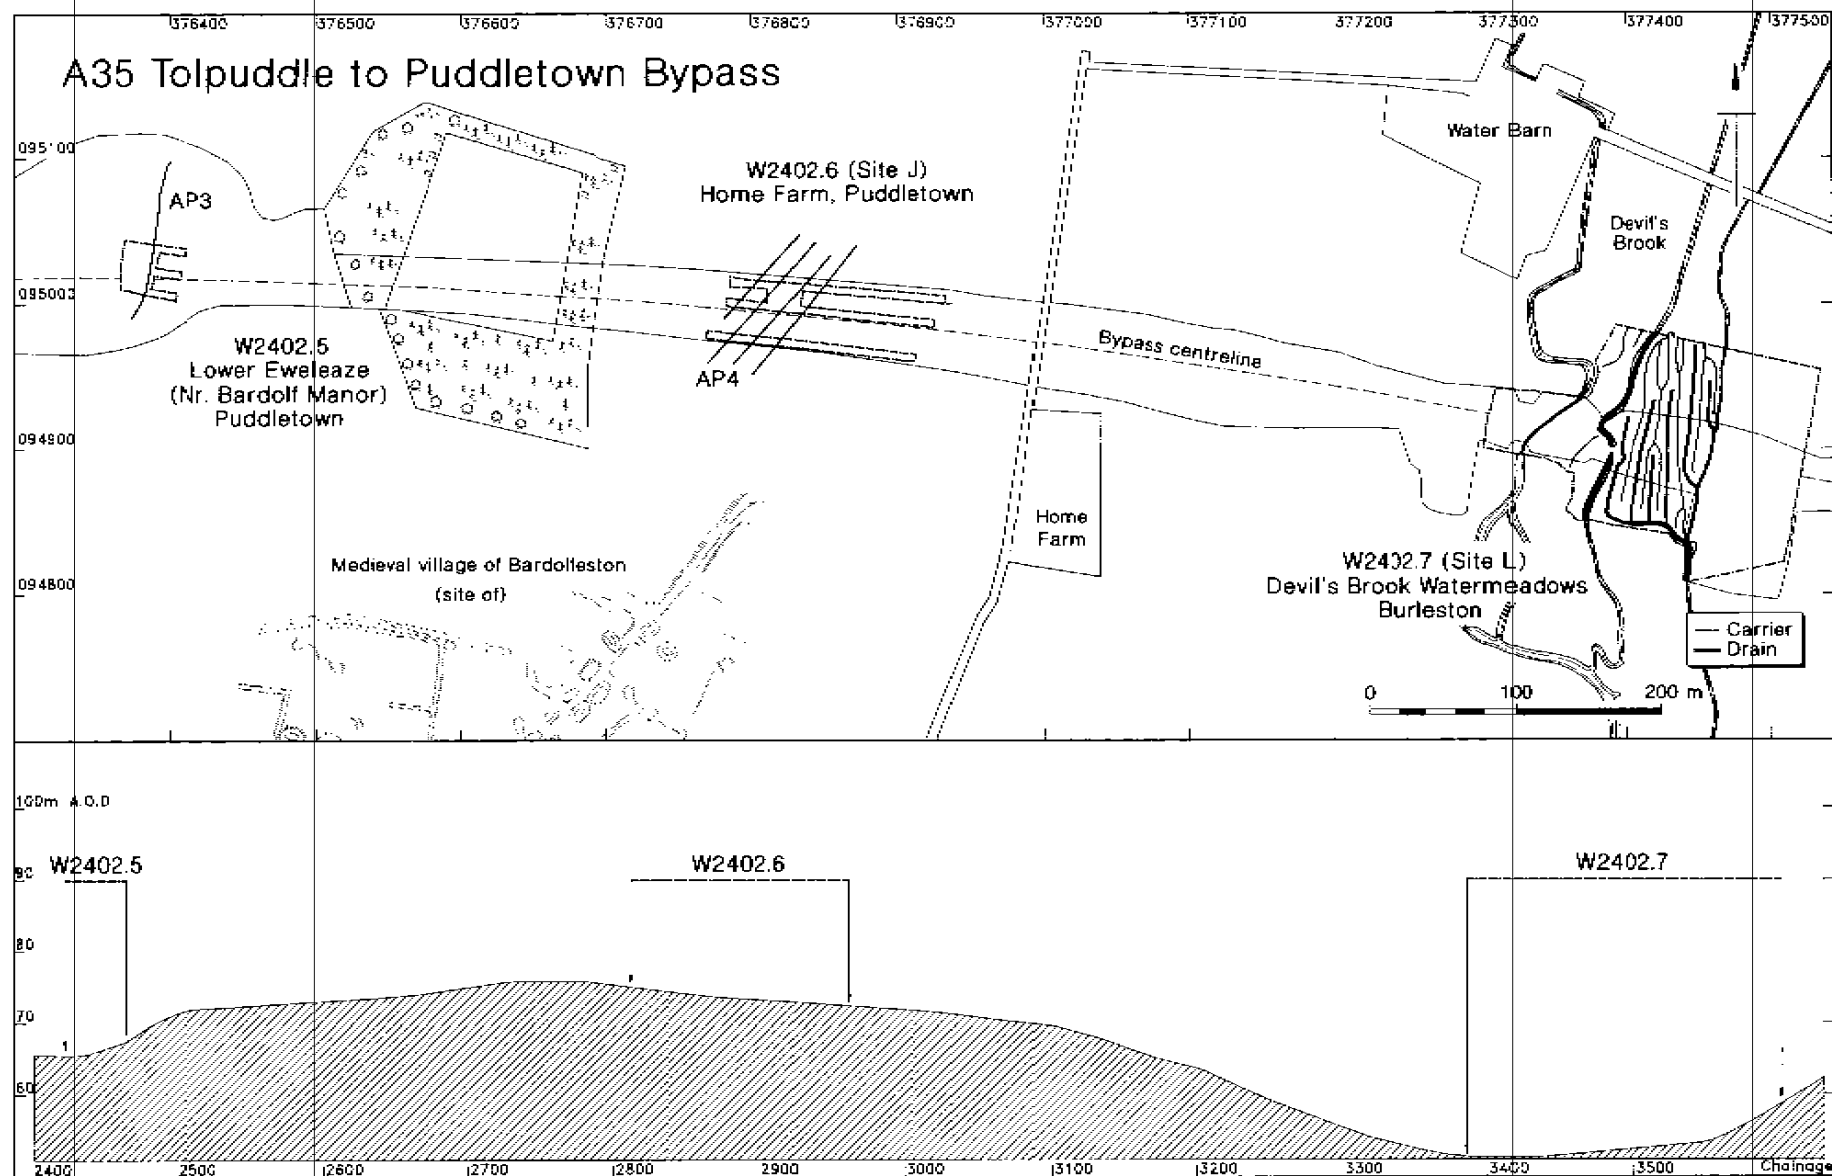 376400 376500 376600 376700 376800 376900 377000 377100 377200 377300 377400 377500
A35 Tolpuddle to Puddletown Bypass
095100
AP3
W2402.6 (Site J)
Home Farm, Puddletown
Water Barn
Devil's
Brook
095003
W2402.5
Lower Eweleaze
(Nr. Bardolf Manor)
Puddletown
AP4
Bypass centreline
094900
Home
Farm
Medieval village of Bardolleston
(site of)
094800
W2402.7 (Site L)
Devil's Brook Watermeadows
Burleston
Carrier
Drain
0 100 200 m
100m A.O.D
W2402.5
W2402.6
W2402.7
90
80
70
60
2400 2500 2600 2700 2800 2900 3000 3100 3200 3300 3400 3500 Chainage